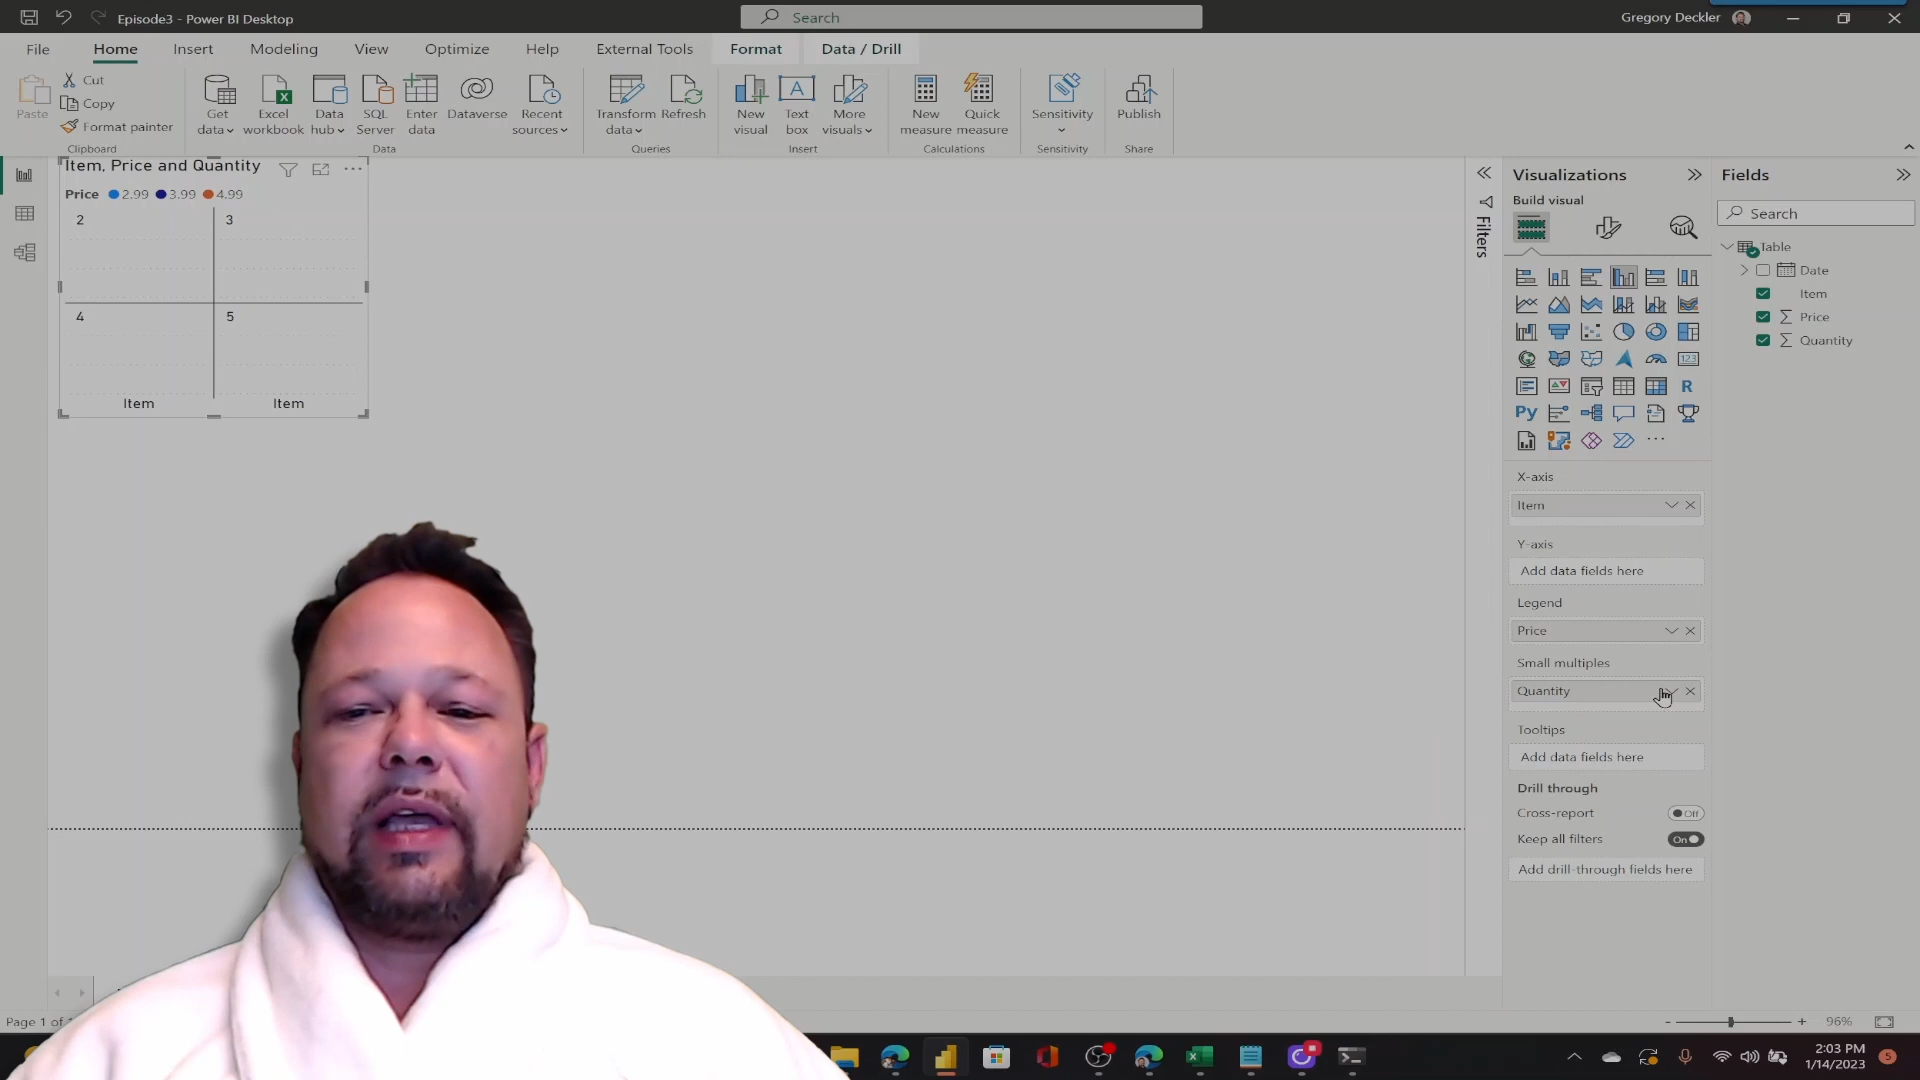 Episode3 - Power BI Desktop
Search
Gregory Deckler
File
Home
Insert
Modeling
View
Optimize
Help
External Tools
Format
Data / Drill
Paste
Cut
Copy
Format painter
Clipboard
Get data
Excel workbook
Data hub
SQL Server
Enter data
Dataverse
Recent sources
Data
Transform data
Refresh
Queries
New visual
Text box
More visuals
Insert
New measure
Quick measure
Calculations
Sensitivity
Sensitivity
Publish
Share
Item, Price and Quantity
Price 2.99 3.99 4.99
2
3
4
5
Item
Item
Filters
Visualizations
Build visual
123
R
Py
X-axis
Item
Y-axis
Add data fields here
Legend
Price
Small multiples
Quantity
Tooltips
Add data fields here
Drill through
Cross-report
Off
Keep all filters
On
Add drill-through fields here
Fields
Search
Table
Date
Item
Price
Quantity
Page 1 of
96%
2:03 PM
1/14/2023
5